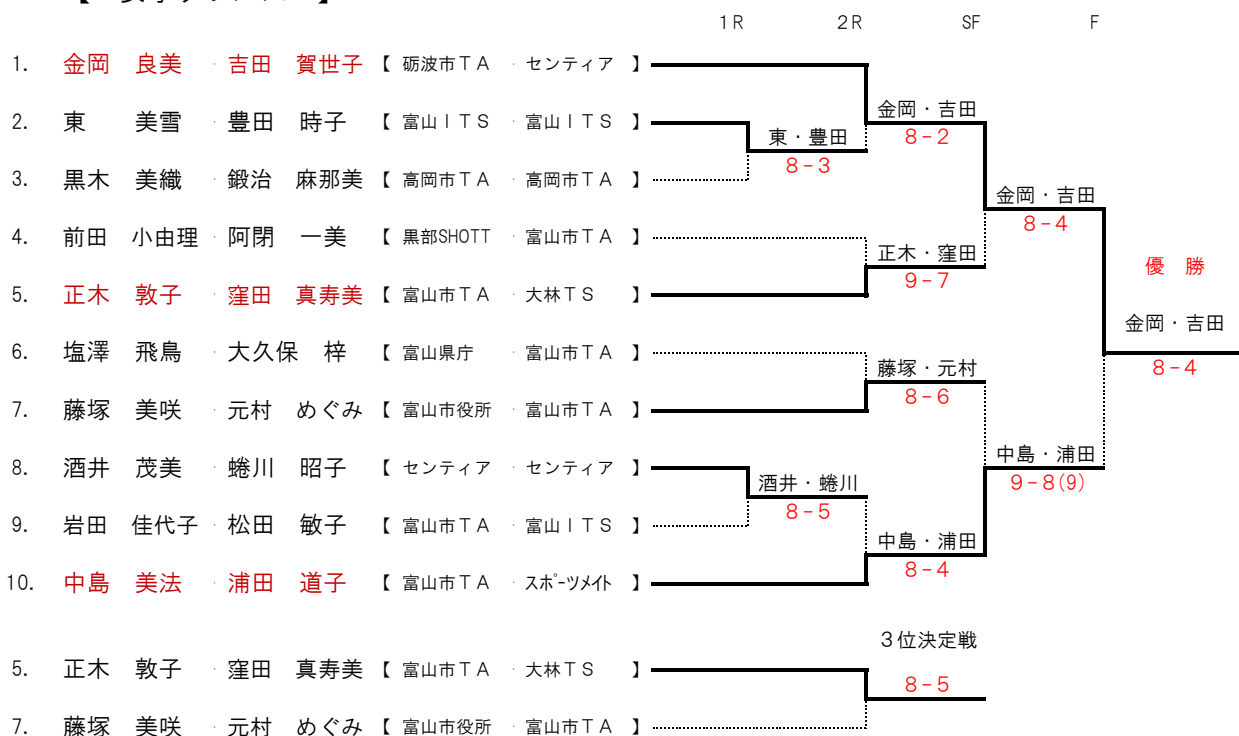 1R 2R SF F
1. 金岡 良美 · 吉田 賀世子 【 砺波市TA · センティア 】
金岡・吉田
2. 東 美雪 · 豊田 時子 【 富山ITS · 富山ITS 】
8-2
東・豊田
8-3
3. 黒木 美織 · 鍛治 麻那美 【 高岡市TA · 高岡市TA 】
金岡・吉田
8-4
4. 前田 小由理 · 阿閉 一美 【 黒部SHOTT · 富山市TA 】
正木・窪田
優 勝
9-7
5. 正木 敦子 · 窪田 真寿美 【 富山市TA · 大林TS 】
金岡・吉田
6. 塩澤 飛鳥 · 大久保 梓 【 富山県庁 · 富山市TA 】
藤塚・元村
8-4
8-6
7. 藤塚 美咲 · 元村 めぐみ 【 富山市役所 · 富山市TA 】
中島・浦田
8. 酒井 茂美 · 蜷川 昭子 【 センティア · センティア 】
酒井・蜷川
9-8(9)
8-5
9. 岩田 佳代子 · 松田 敏子 【 富山市TA · 富山ITS 】
中島・浦田
8-4
10. 中島 美法 · 浦田 道子 【 富山市TA · スポーツメイト 】
3位決定戦
5. 正木 敦子 · 窪田 真寿美 【 富山市TA · 大林TS 】
8-5
7. 藤塚 美咲 · 元村 めぐみ 【 富山市役所 · 富山市TA 】